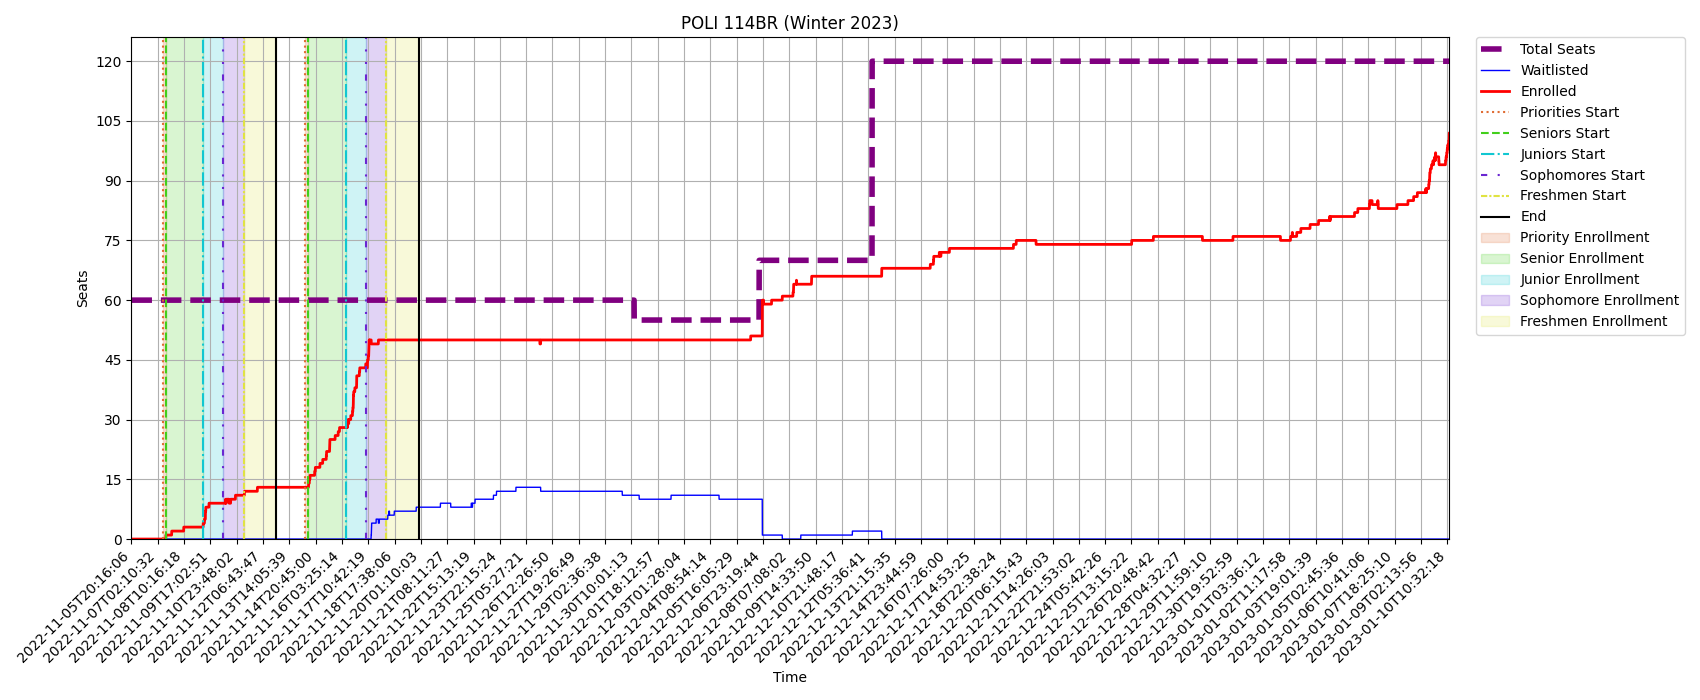 POLI 114BR (Winter 2023)
Seats
120
105
90
75
60
45
30
15
0
2022-11-05T20:16:06
2022-11-07T02:10:32
2022-11-08T10:16:18
2022-11-09T17:02:51
2022-11-10T23:48:02
2022-11-12T06:43:47
2022-11-13T14:05:39
2022-11-14T20:45:00
2022-11-16T03:25:14
2022-11-17T10:42:19
2022-11-18T17:38:06
2022-11-20T01:10:03
2022-11-21T08:11:27
2022-11-22T15:13:19
2022-11-23T22:15:24
2022-11-25T05:27:21
2022-11-26T12:26:50
2022-11-27T19:26:49
2022-11-29T02:36:38
2022-11-30T10:01:13
2022-12-01T18:12:57
2022-12-03T01:28:04
2022-12-04T08:54:14
2022-12-05T16:05:29
2022-12-06T23:19:44
2022-12-08T07:08:02
2022-12-09T14:33:50
2022-12-10T21:48:17
2022-12-12T05:36:41
2022-12-13T21:15:35
2022-12-14T23:44:59
2022-12-16T07:26:00
2022-12-17T14:53:25
2022-12-18T22:38:24
2022-12-20T06:15:43
2022-12-21T14:26:03
2022-12-22T21:53:02
2022-12-24T05:42:26
2022-12-25T13:15:22
2022-12-26T20:48:42
2022-12-28T04:32:27
2022-12-29T11:59:10
2022-12-30T19:52:59
2023-01-01T03:36:12
2023-01-02T11:17:58
2023-01-03T19:01:39
2023-01-05T02:45:36
2023-01-06T10:41:06
2023-01-07T18:25:10
2023-01-09T02:13:56
2023-01-10T10:32:18
Time
Total Seats
Waitlisted
Enrolled
Priorities Start
Seniors Start
Juniors Start
Sophomores Start
Freshmen Start
End
Priority Enrollment
Senior Enrollment
Junior Enrollment
Sophomore Enrollment
Freshmen Enrollment